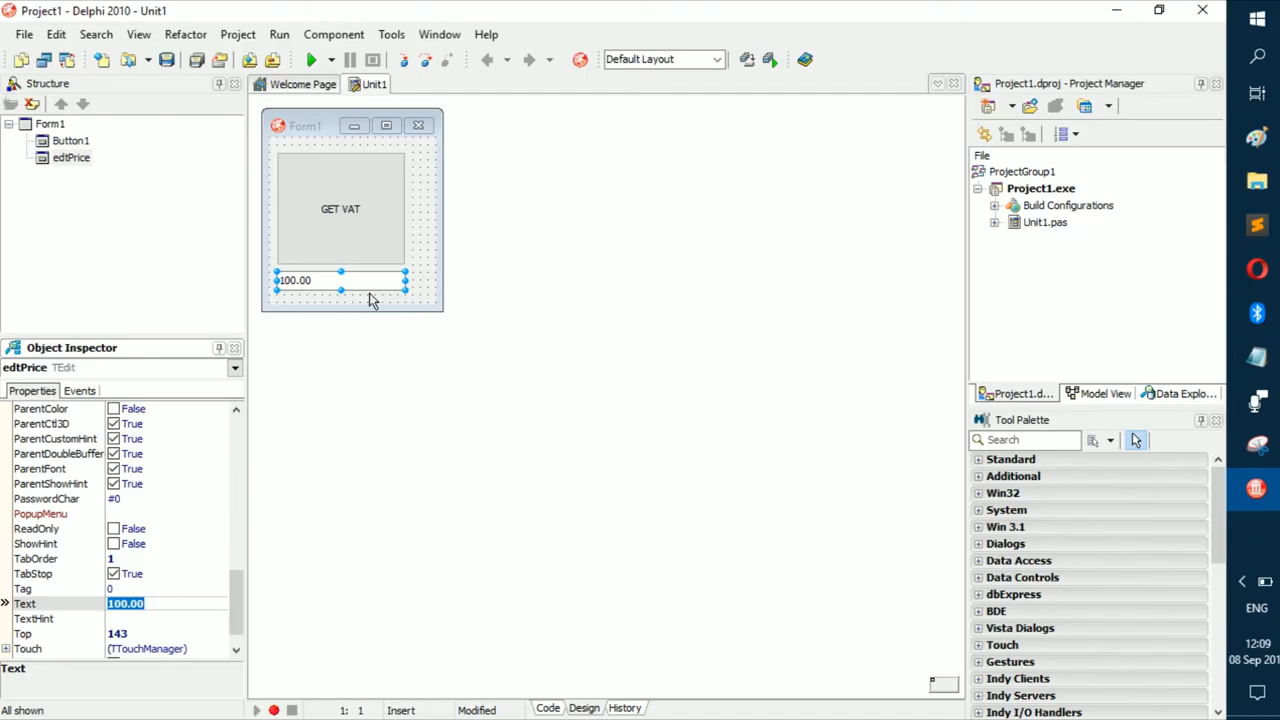 Project1 - Delphi 2010 - Unit1
File Edit Search View Refactor Project Run Component Tools Window Help
Default Layout
Structure
Form1
Button1
edtPrice
Object Inspector
edtPrice TEdit
Properties Events
ParentColor False
ParentCtl3D True
ParentCustomHint True
ParentDoubleBuffer True
ParentFont True
ParentShowHint True
PasswordChar #0
PopupMenu
ReadOnly False
ShowHint False
TabOrder 1
TabStop True
Tag 0
Text 100.00
TextHint
Top 143
Touch (TTouchManager)
Text
All shown
Welcome Page Unit1
Form1
GET VAT
100.00
1: 1 Insert Modified Code Design History
Project1.dproj - Project Manager
File
ProjectGroup1
Project1.exe
Build Configurations
Unit1.pas
Project1.d... Model View Data Explo...
Tool Palette
Search
Standard
Additional
Win32
System
Win 3.1
Dialogs
Data Access
Data Controls
dbExpress
BDE
Vista Dialogs
Touch
Gestures
Indy Clients
Indy Servers
Indy I/O Handlers
ENG
12:09
08 Sep 201